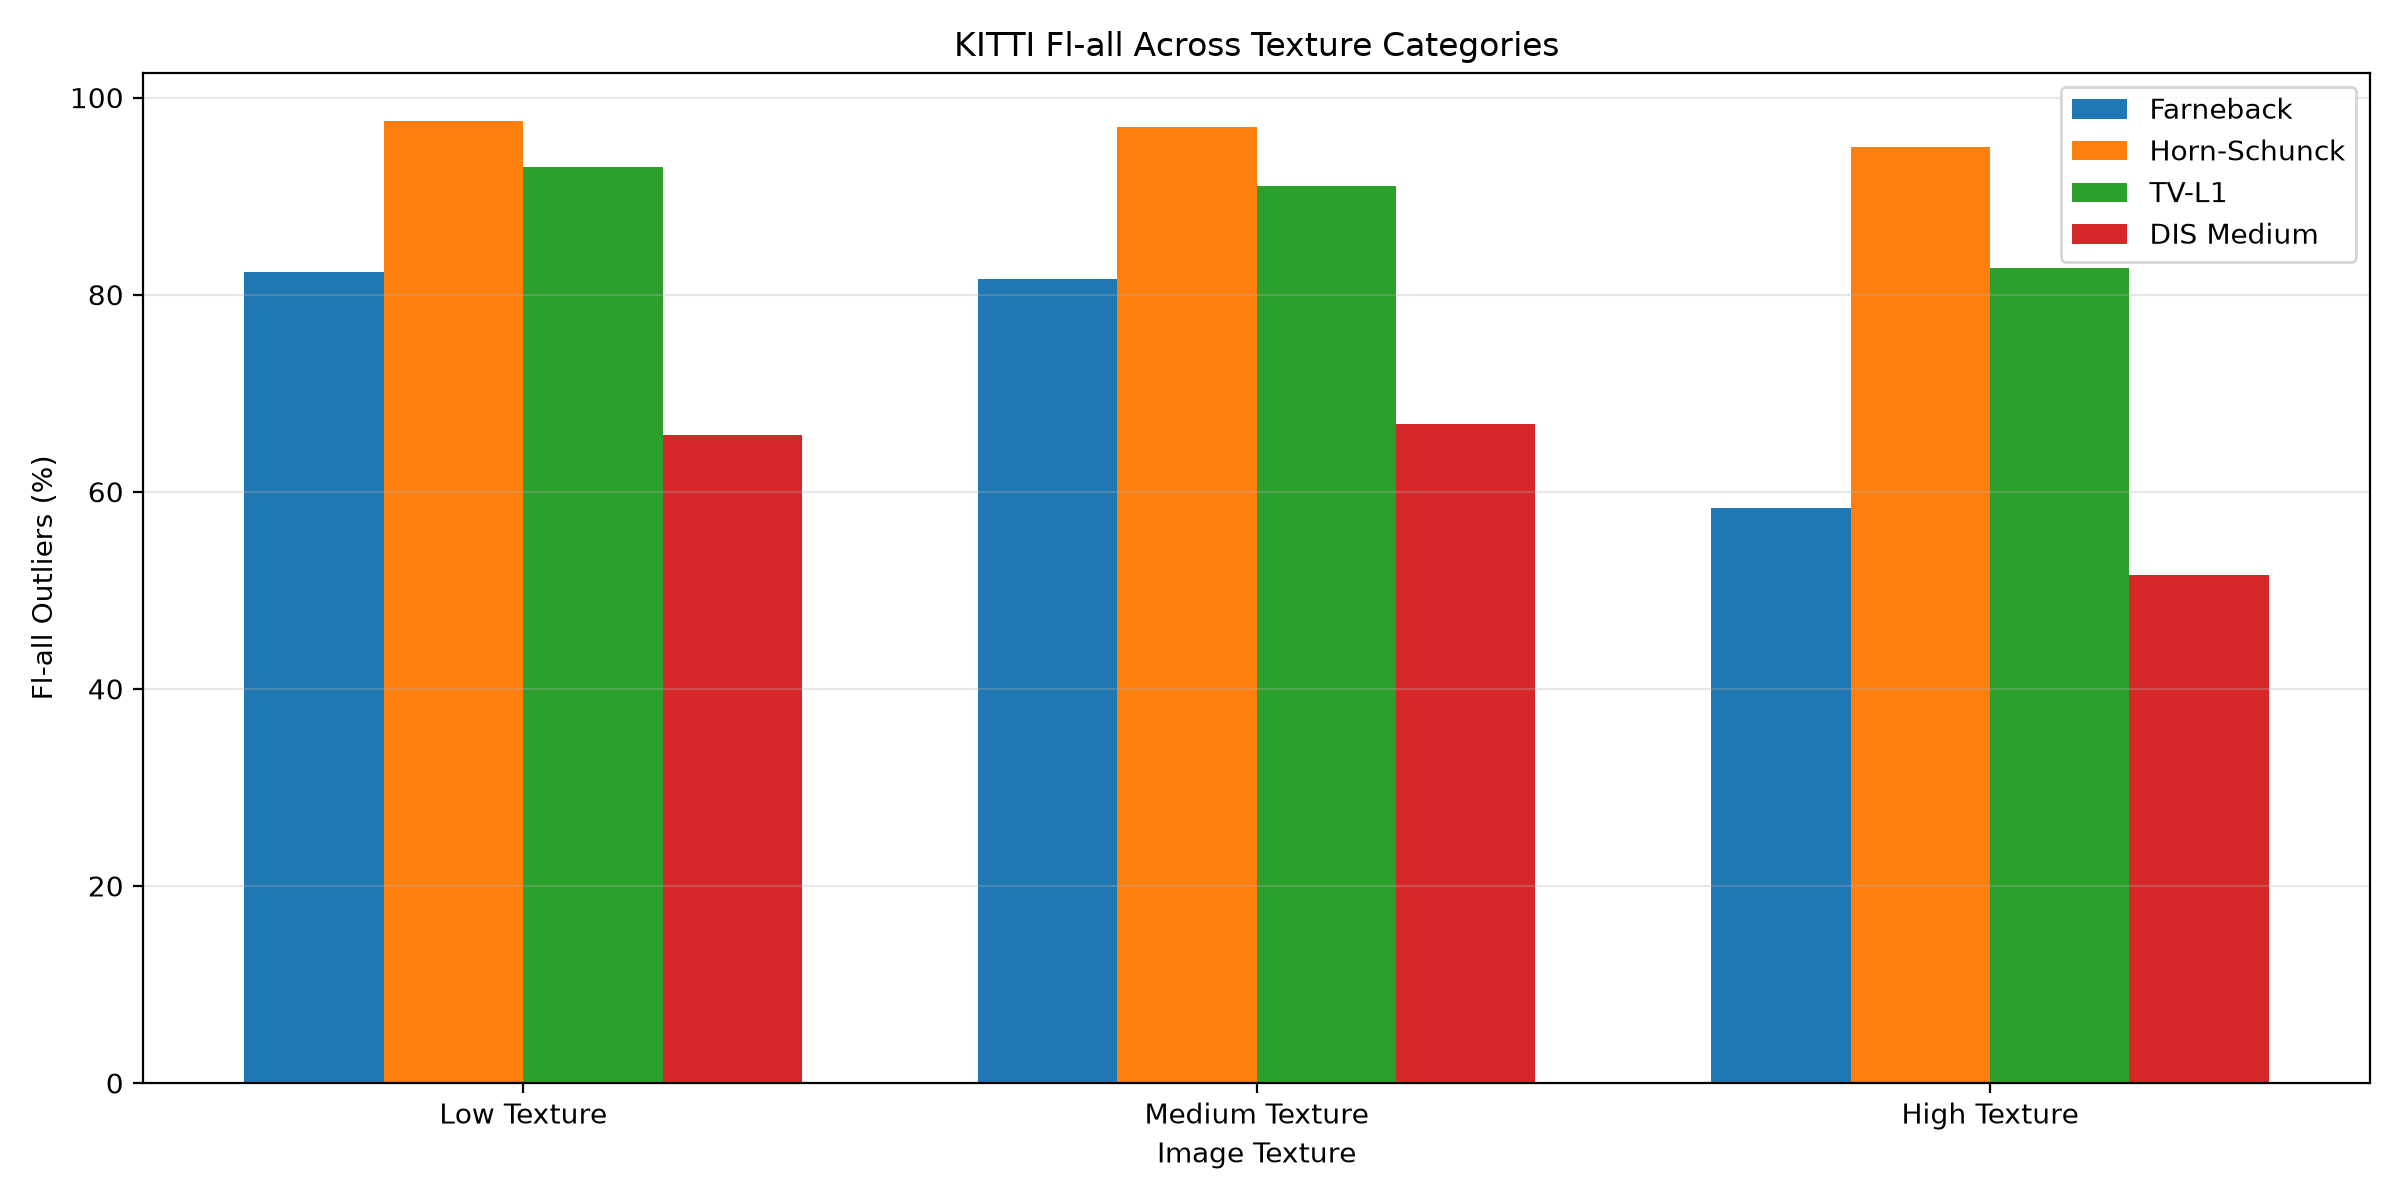 KITTI Fl-all Across Texture Categories
Farneback
Horn-Schunck
TV-L1
DIS Medium
Fl-all Outliers (%)
100
80
60
40
20
0
Low Texture
Medium Texture
High Texture
Image Texture